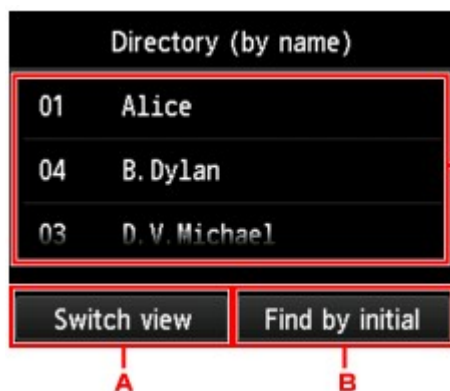 Directory (by name)
01 Alice
04 B.Dylan
03 D.V.Michael
Switch view Find by initial
A B